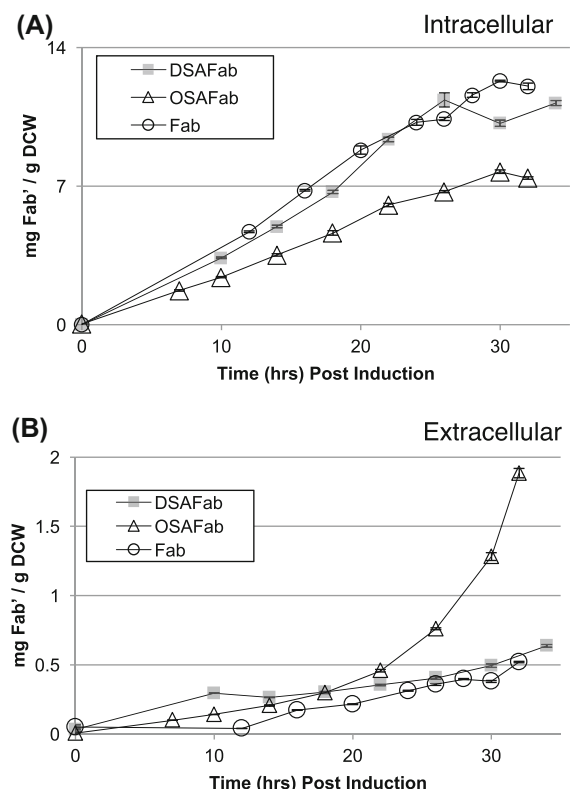 (A)
Intracellular
DSAFab
OSAFab
Fab
14
7
0
mg Fab' / g DCW
0 10 20 30
Time (hrs) Post Induction
(B)
Extracellular
2
DSAFab
OSAFab
Fab
1.5
1
0.5
0
mg Fab' / g DCW
0 10 20 30
Time (hrs) Post Induction